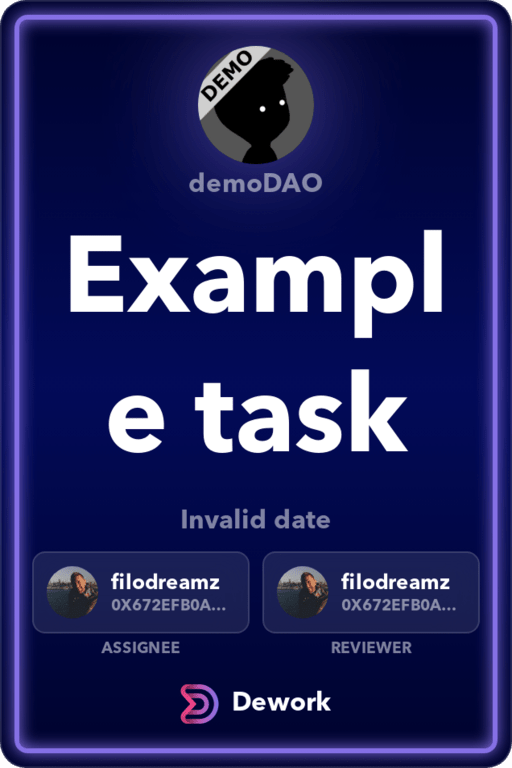 DEMO
demoDAO
Exampl
e task
Invalid date
filodreamz
0X672EFB0A...
ASSIGNEE
filodreamz
0X672EFB0A...
REVIEWER
Dework